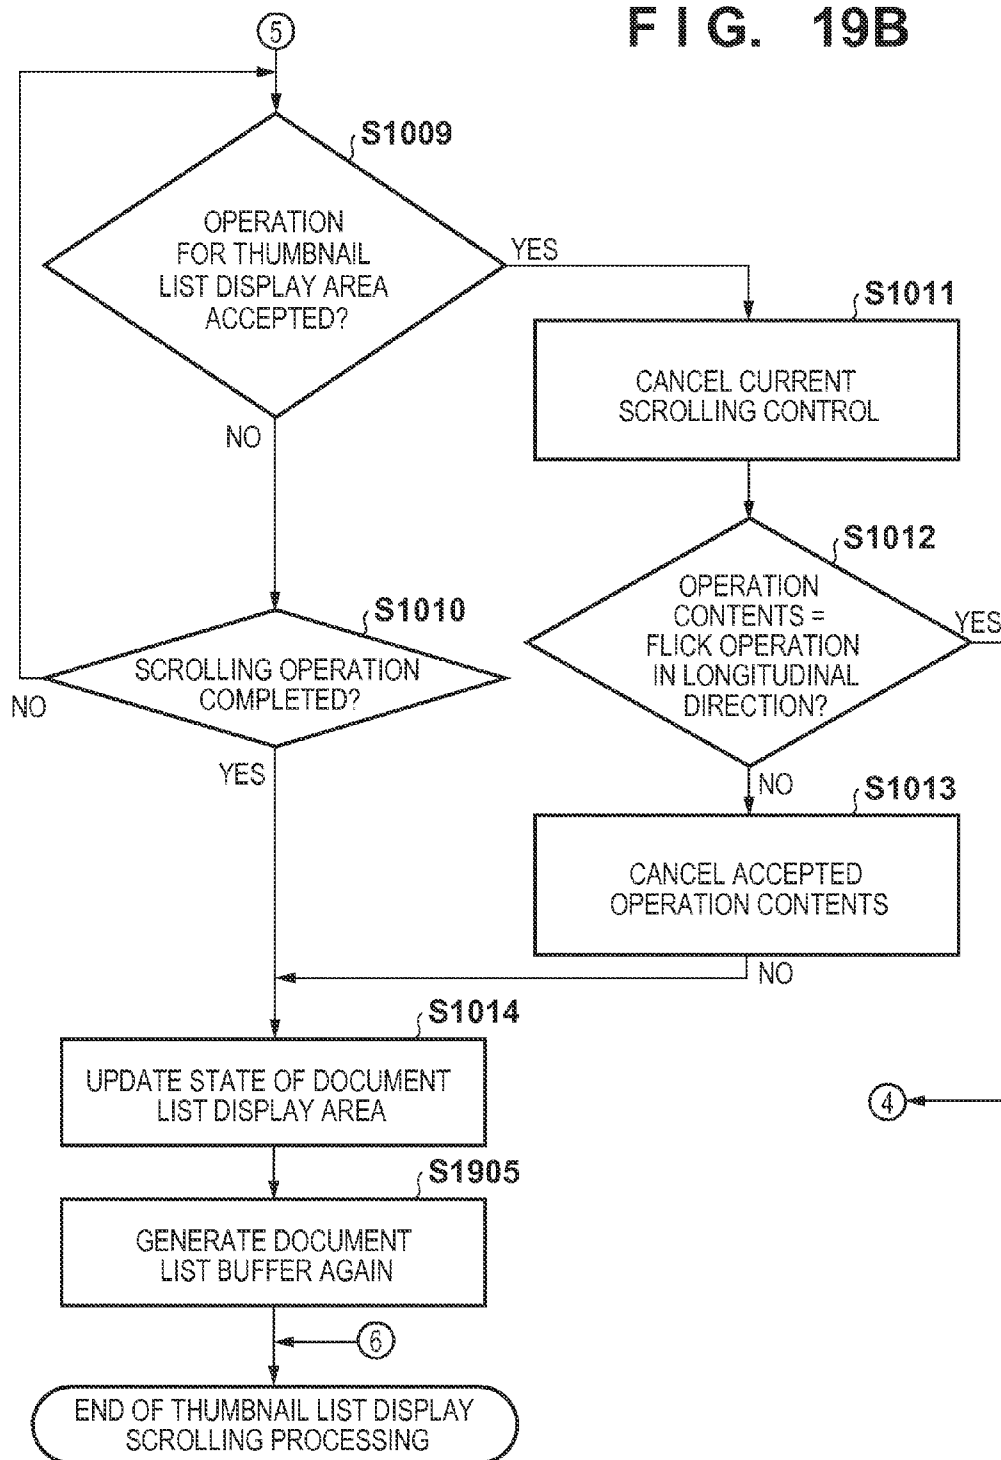 FIG. 19B
5
S1009
OPERATION
FOR THUMBNAIL
LIST DISPLAY AREA
ACCEPTED?
YES
NO
S1011
CANCEL CURRENT
SCROLLING CONTROL
S1012
OPERATION
CONTENTS =
FLICK OPERATION
IN LONGITUDINAL
DIRECTION?
YES
NO
S1010
SCROLLING OPERATION
COMPLETED?
NO
YES
S1013
CANCEL ACCEPTED
OPERATION CONTENTS
NO
S1014
UPDATE STATE OF DOCUMENT
LIST DISPLAY AREA
4
S1905
GENERATE DOCUMENT
LIST BUFFER AGAIN
6
END OF THUMBNAIL LIST DISPLAY
SCROLLING PROCESSING